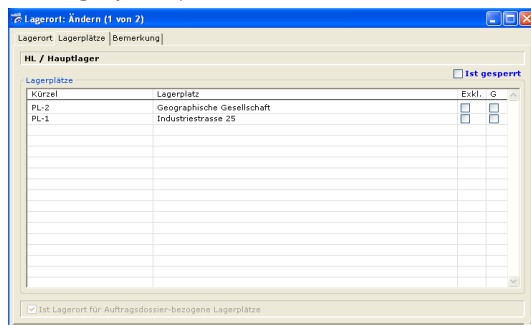 Lagerort: Ändern (1 von 2)
Lagerort Lagerplätze Bemerkung
HL / Hauptlager
Ist gesperrt
Lagerplätze
Kürzel Lagerplatz Exkl. G
PL-2 Geographische Gesellschaft
PL-1 Industriestrasse 25
Ist Lagerort für Auftragsdossier-bezogene Lagerplätze